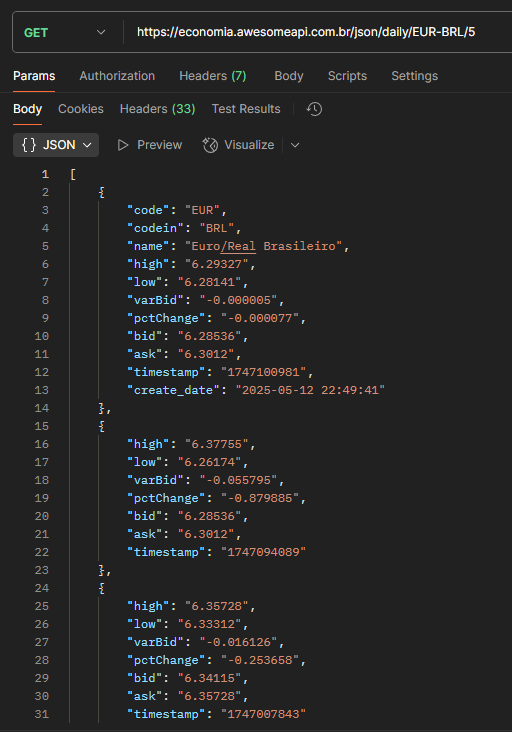 GET https://economia.awesomeapi.com.br/json/daily/EUR-BRL/5
Params Authorization Headers (7) Body Scripts Settings
Body Cookies Headers (33) Test Results
{} JSON Preview Visualize
1 [
2 {
3 "code": "EUR",
4 "codein": "BRL",
5 "name": "Euro/Real Brasileiro",
6 "high": "6.29327",
7 "low": "6.28141",
8 "varBid": "-0.000005",
9 "pctChange": "-0.000077",
10 "bid": "6.28536",
11 "ask": "6.3012",
12 "timestamp": "1747100981",
13 "create_date": "2025-05-12 22:49:41"
14 },
15 {
16 "high": "6.37755",
17 "low": "6.26174",
18 "varBid": "-0.055795",
19 "pctChange": "-0.879885",
20 "bid": "6.28536",
21 "ask": "6.3012",
22 "timestamp": "1747094089"
23 },
24 {
25 "high": "6.35728",
26 "low": "6.33312",
27 "varBid": "-0.016126",
28 "pctChange": "-0.253658",
29 "bid": "6.34115",
30 "ask": "6.35728",
31 "timestamp": "1747007843"